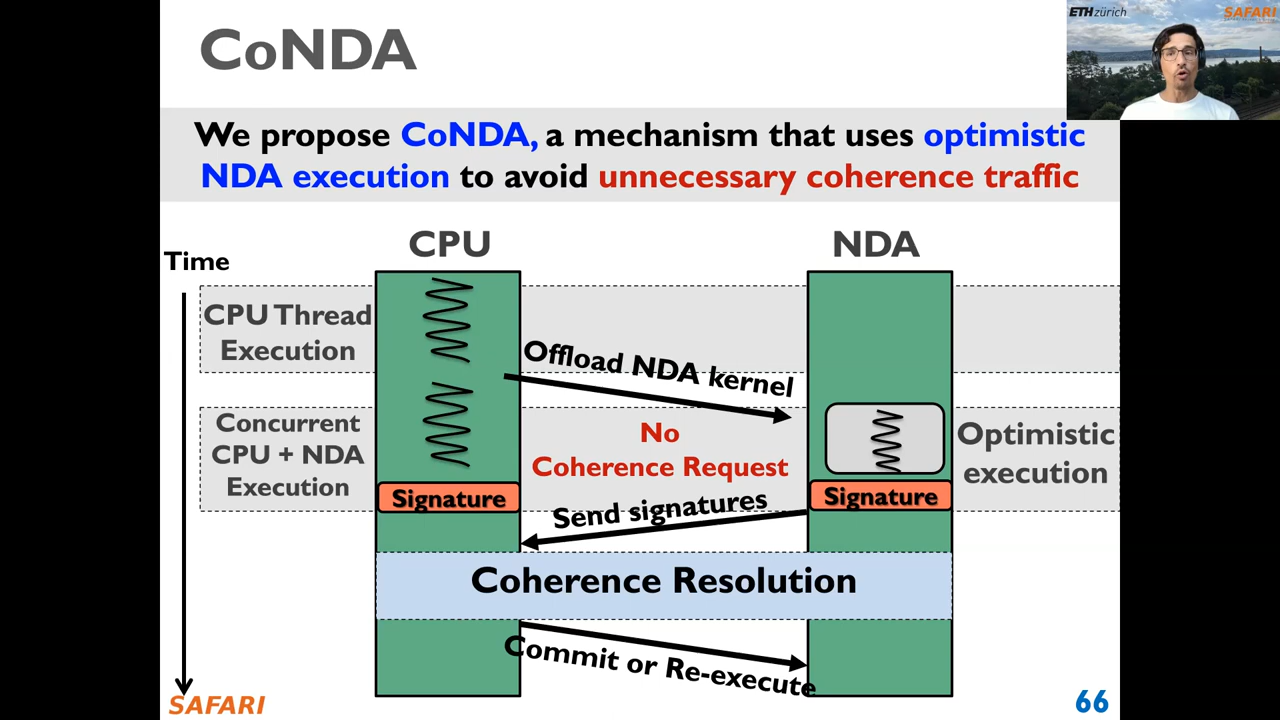 CoNDA
ETH zürich
SAFARI
We propose CoNDA, a mechanism that uses optimistic
NDA execution to avoid unnecessary coherence traffic
CPU
NDA
Time
CPU Thread
Execution
Offload NDA kernel
Concurrent
CPU + NDA
Execution
No
Coherence Request
Optimistic
execution
Signature
Signature
Send signatures
Coherence Resolution
Commit or Re-execute
SAFARI
66